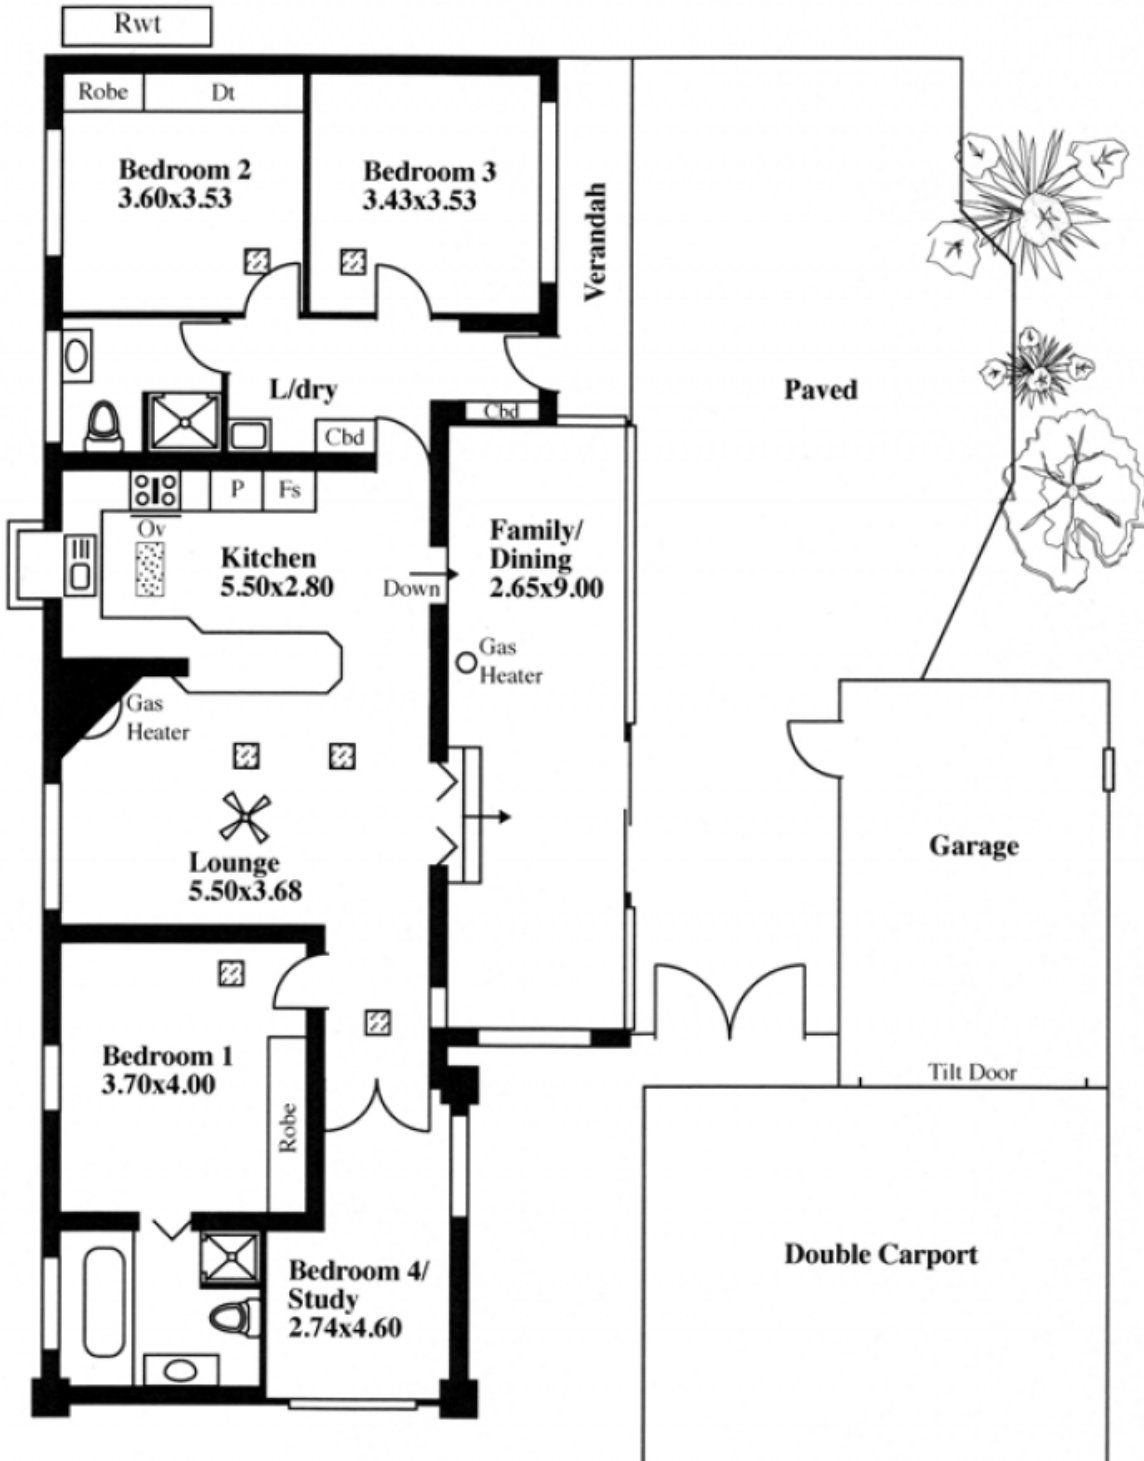 Rwt
Robe
Dt
Bedroom 2
3.60x3.53
Bedroom 3
3.43x3.53
Verandah
L/dry
Cbd
Cbd
Paved
P
Fs
Ov
Kitchen
5.50x2.80
Down
Family/
Dining
2.65x9.00
Gas
Heater
Gas
Heater
Lounge
5.50x3.68
Garage
Bedroom 1
3.70x4.00
Robe
Tilt Door
Bedroom 4/
Study
2.74x4.60
Double Carport